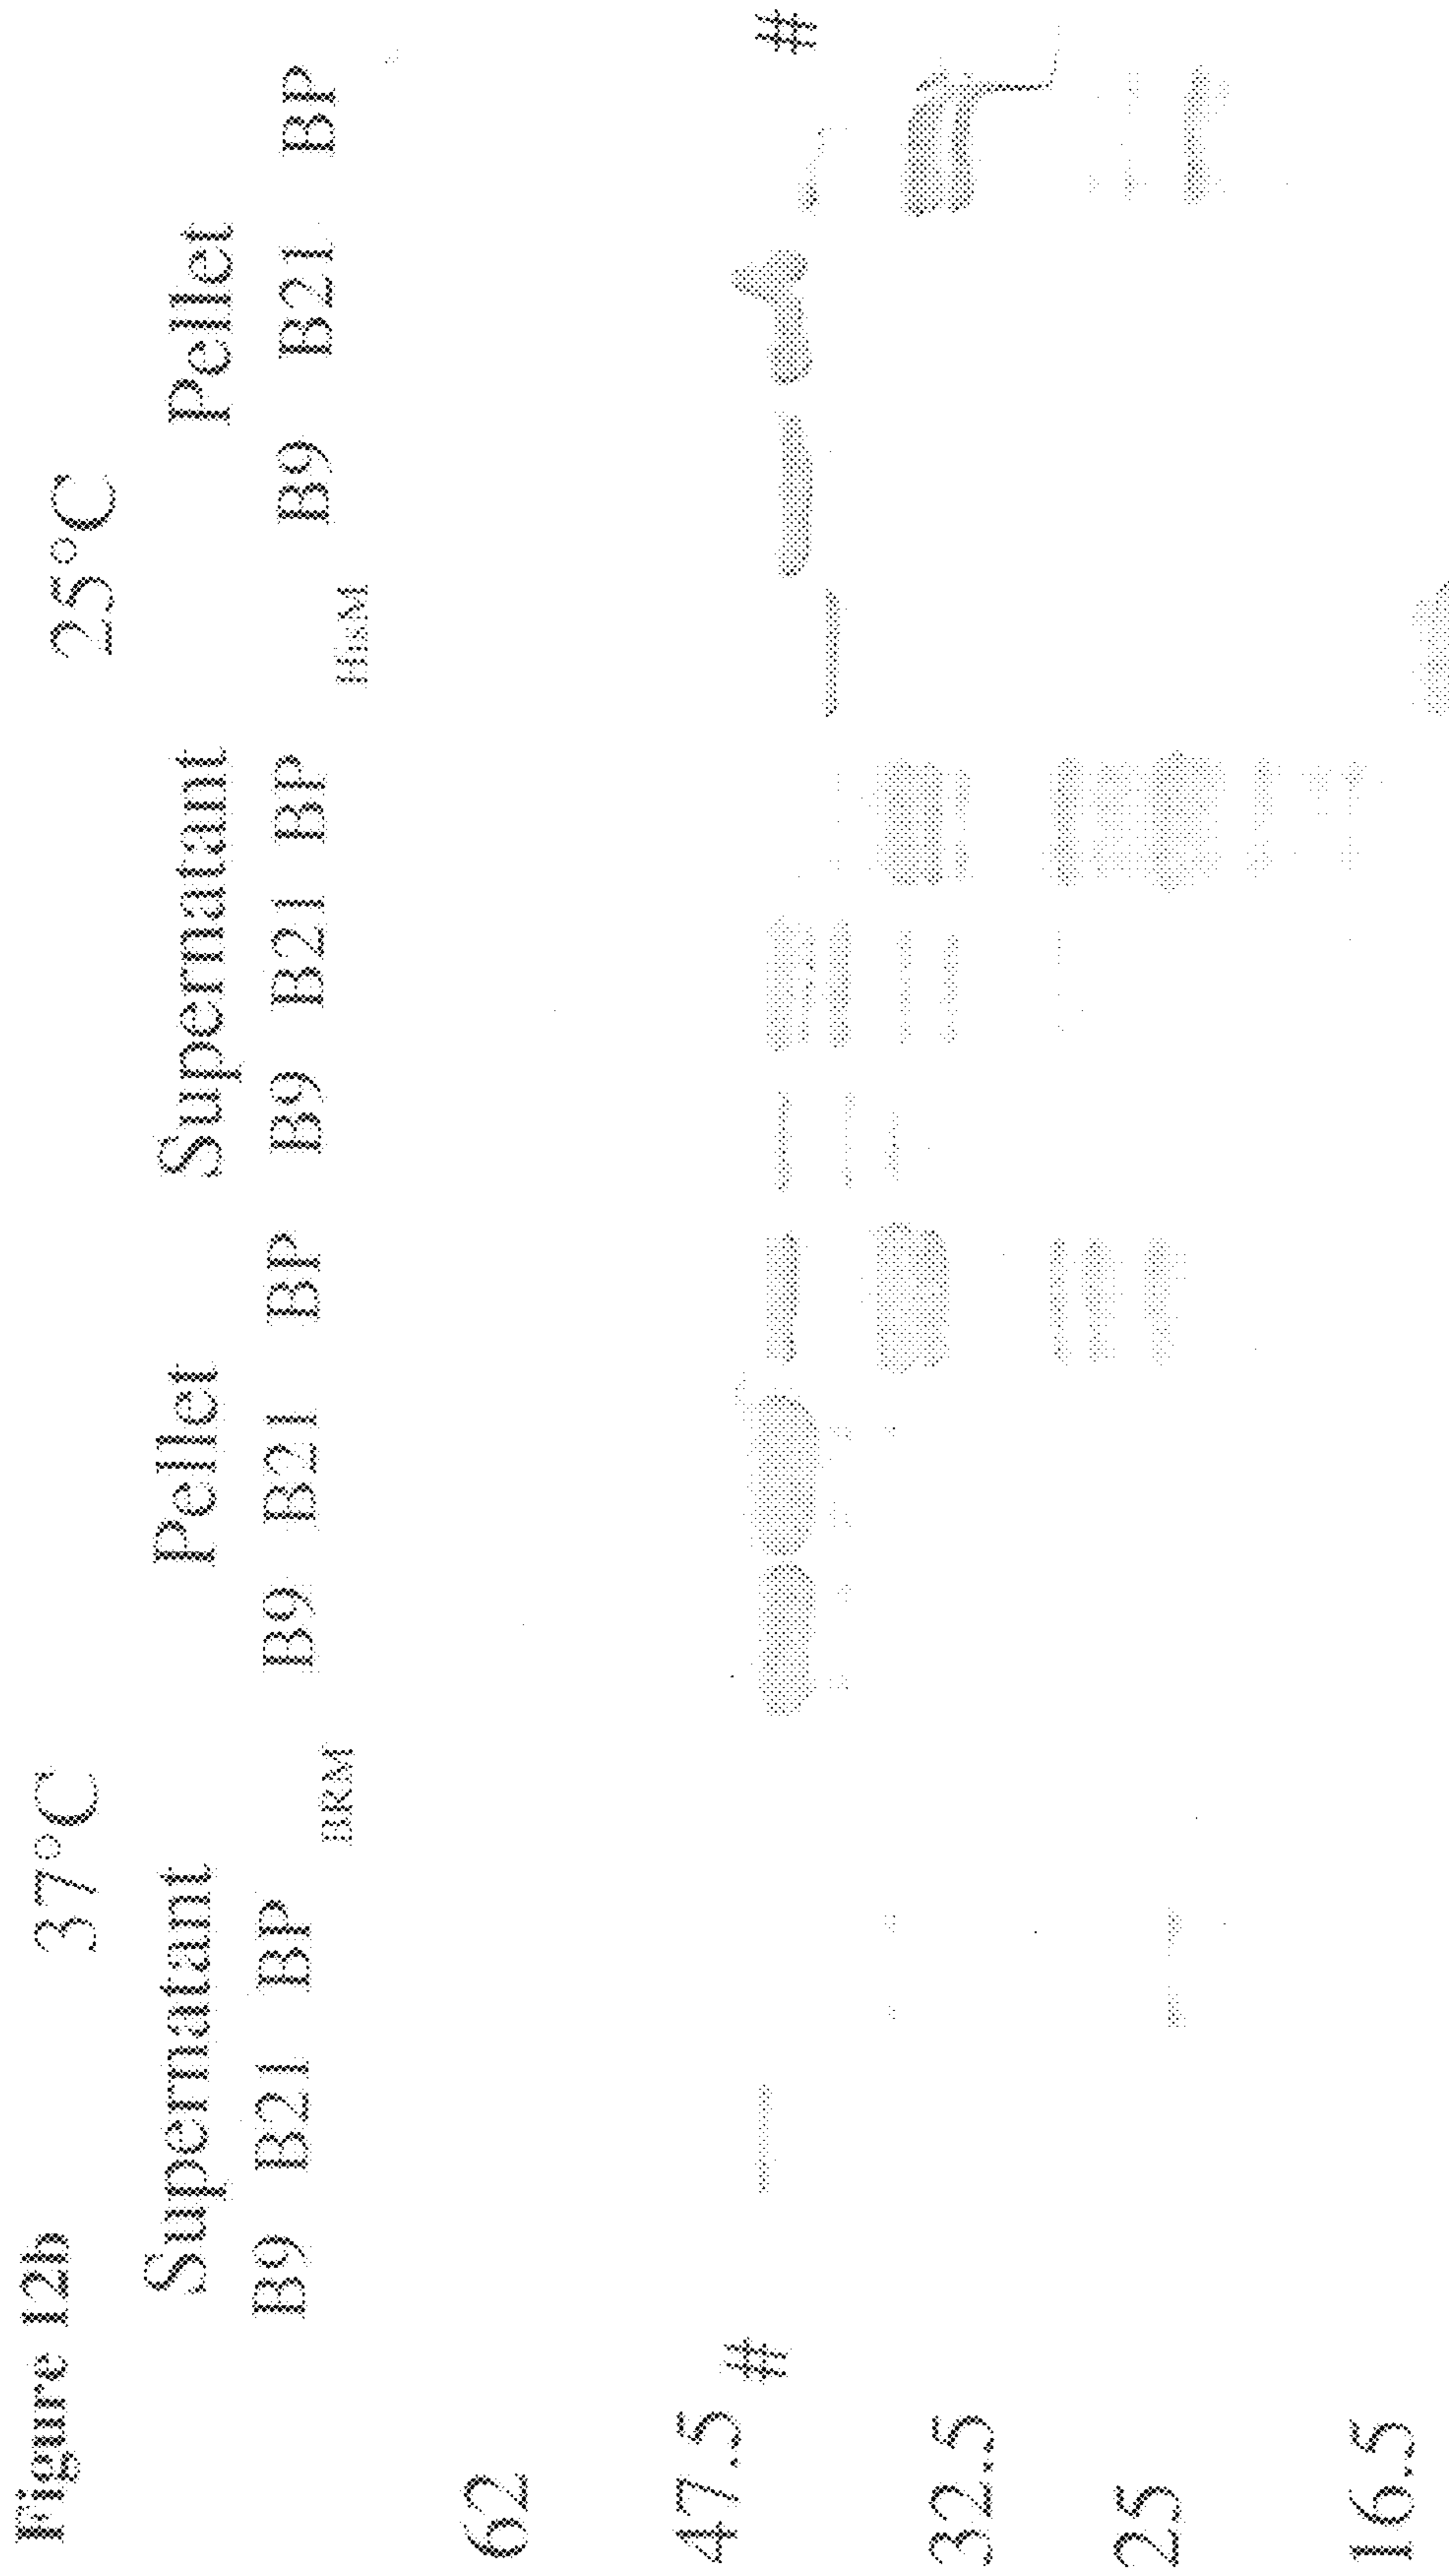 Figure 12b
37°C 25°C
Supernatant Pellet Supernatant Pellet
B9 B21 BP B9 B21 BP B9 B21 BP B9 B21 BP
BRM HisM
62
47.5
# #
32.5
25
16.5